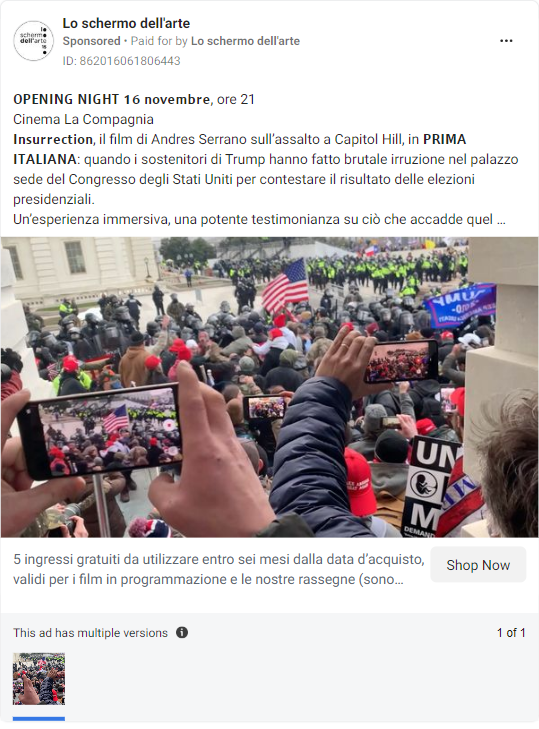 lo
schermo
dell'arte
Lo schermo dell'arte
Sponsored • Paid for by Lo schermo dell'arte
ID: 862016061806443
OPENING NIGHT 16 novembre, ore 21
Cinema La Compagnia
Insurrection, il film di Andres Serrano sull'assalto a Capitol Hill, in PRIMA
ITALIANA: quando i sostenitori di Trump hanno fatto brutale irruzione nel palazzo
sede del Congresso degli Stati Uniti per contestare il risultato delle elezioni
presidenziali.
Un'esperienza immersiva, una potente testimonianza su ciò che accadde quel ...
UN
M
DEMAND
5 ingressi gratuiti da utilizzare entro sei mesi dalla data d'acquisto,
validi per i film in programmazione e le nostre rassegne (sono...
Shop Now
This ad has multiple versions
1 of 1